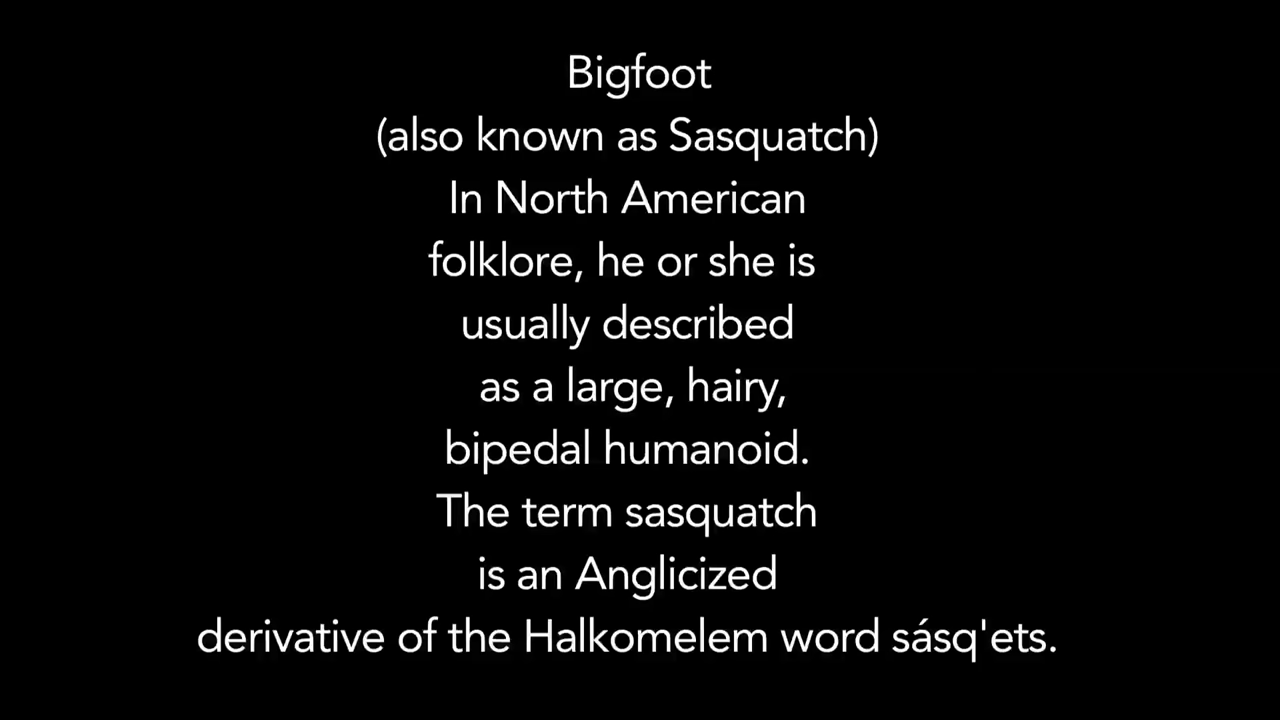 Bigfoot
(also known as Sasquatch)
In North American
folklore, he or she is
usually described
as a large, hairy,
bipedal humanoid.
The term sasquatch
is an Anglicized
derivative of the Halkomelem word sásq'ets.